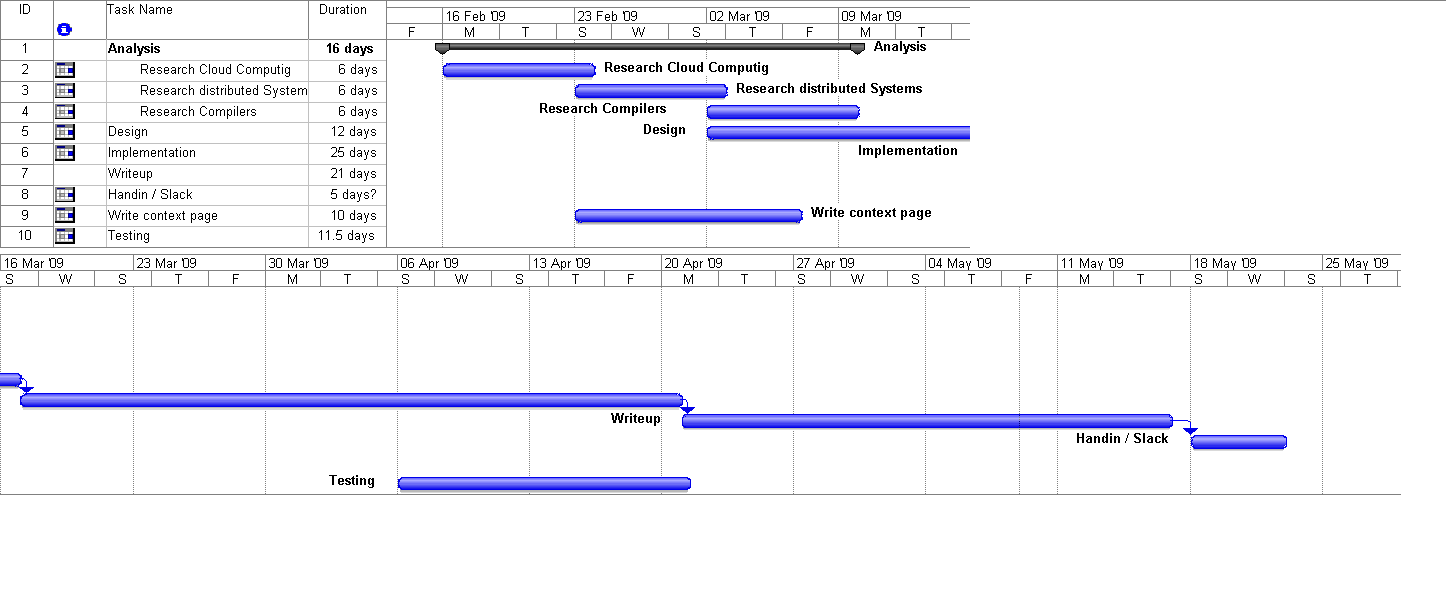 ID Task Name Duration
16 Feb '09 23 Feb '09 02 Mar '09 09 Mar '09
F M T S W S T F M T
1 Analysis 16 days Analysis
2 Research Cloud Computig 6 days Research Cloud Computig
3 Research distributed System 6 days Research distributed Systems
4 Research Compilers 6 days Research Compilers
5 Design 12 days Design
6 Implementation 25 days Implementation
7 Writeup 21 days
8 Handin / Slack 5 days?
9 Write context page 10 days Write context page
10 Testing 11.5 days
16 Mar '09 23 Mar '09 30 Mar '09 06 Apr '09 13 Apr '09 20 Apr '09 27 Apr '09 04 May '09 11 May '09 18 May '09 25 May '09
S W S T F M T S W S T F M T S W S T F M T S W S T
Writeup
Handin / Slack
Testing